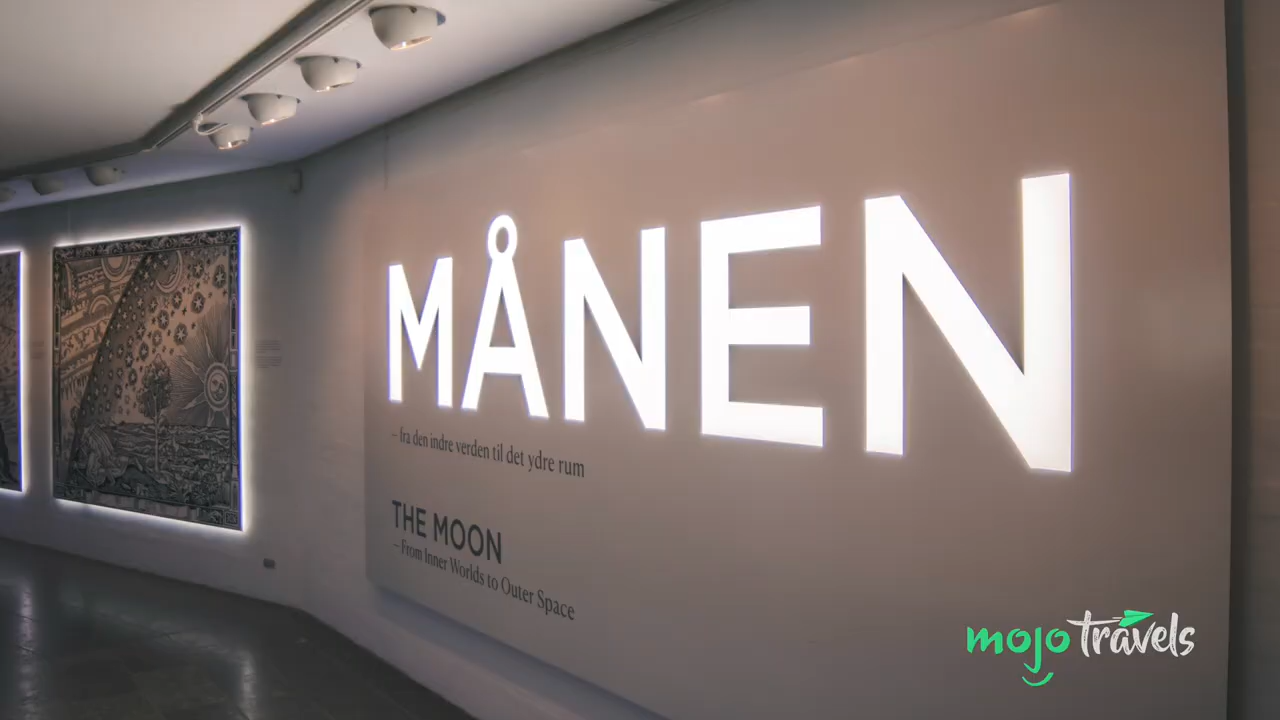 MÅNEN
– fra den indre verden til det ydre rum
THE MOON
– From Inner Worlds to Outer Space
mojo travels